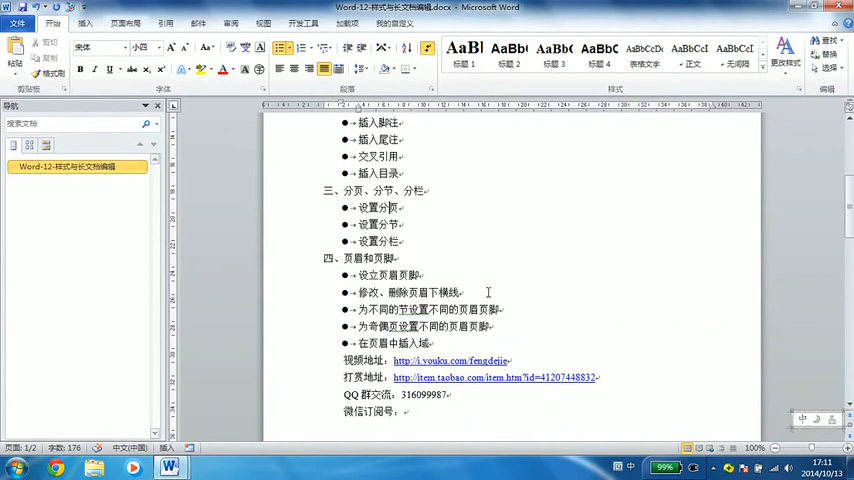 Word-12-样式与长文档编辑.docx - Microsoft Word
文件 开始 插入 页面布局 引用 邮件 审阅 视图 开发工具 加载项 我的自定义
粘贴 剪切 复制 格式刷
宋体 小四
AaBl AaBb( AaBb( AaBb( AaBbCcDc AaBbCcDd AaBbCcDd
标题 1 标题 2 标题 3 标题 4 表格文字 正文 无间隔
更改样式 查找 替换 选择
剪贴板 字体 段落 样式 编辑
导航
搜索文档
Word-12-样式与长文档编辑
插入脚注
插入尾注
交叉引用
插入目录
三、分页、分节、分栏
设置分页
设置分节
设置分栏
四、页眉和页脚
设立页眉页脚
修改、删除页眉下横线
为不同的节设置不同的页眉页脚
为奇偶页设置不同的页眉页脚
在页眉中插入域
视频地址：http://i.youku.com/fengdejie
打赏地址：http://item.taobao.com/item.htm?id=41207448832
QQ 群交流：316099987
微信订阅号：
页面: 1/2 字数: 176 中文(中国) 插入 100%
99% 中 17:11
2014/10/13